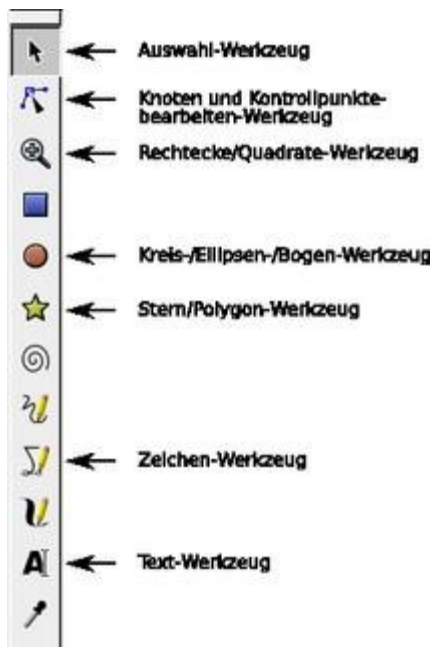 Auswahl-Werkzeug
Knoten und Kontrollpunkte-
bearbeiten-Werkzeug
Rechtecke/Quadrate-Werkzeug
Kreis-/Ellipsen-/Bogen-Werkzeug
Stern/Polygon-Werkzeug
Zeichen-Werkzeug
Text-Werkzeug